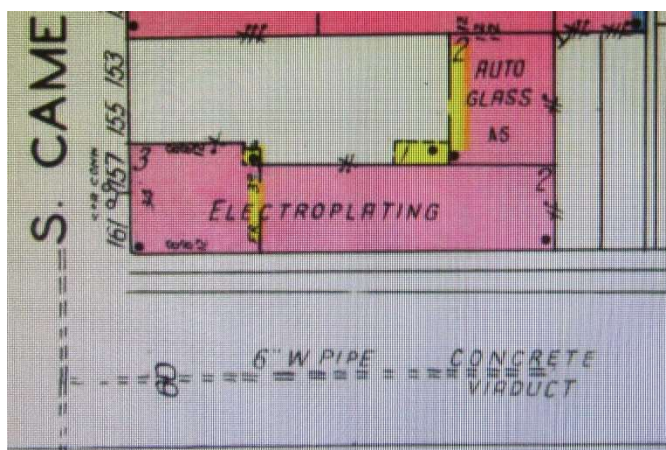 S. CAME
153
155
157
161
3
2
AUTO
GLASS
AS
1
ELECTROPLATING
2
6" W. PIPE
CONCRETE
VIADUCT